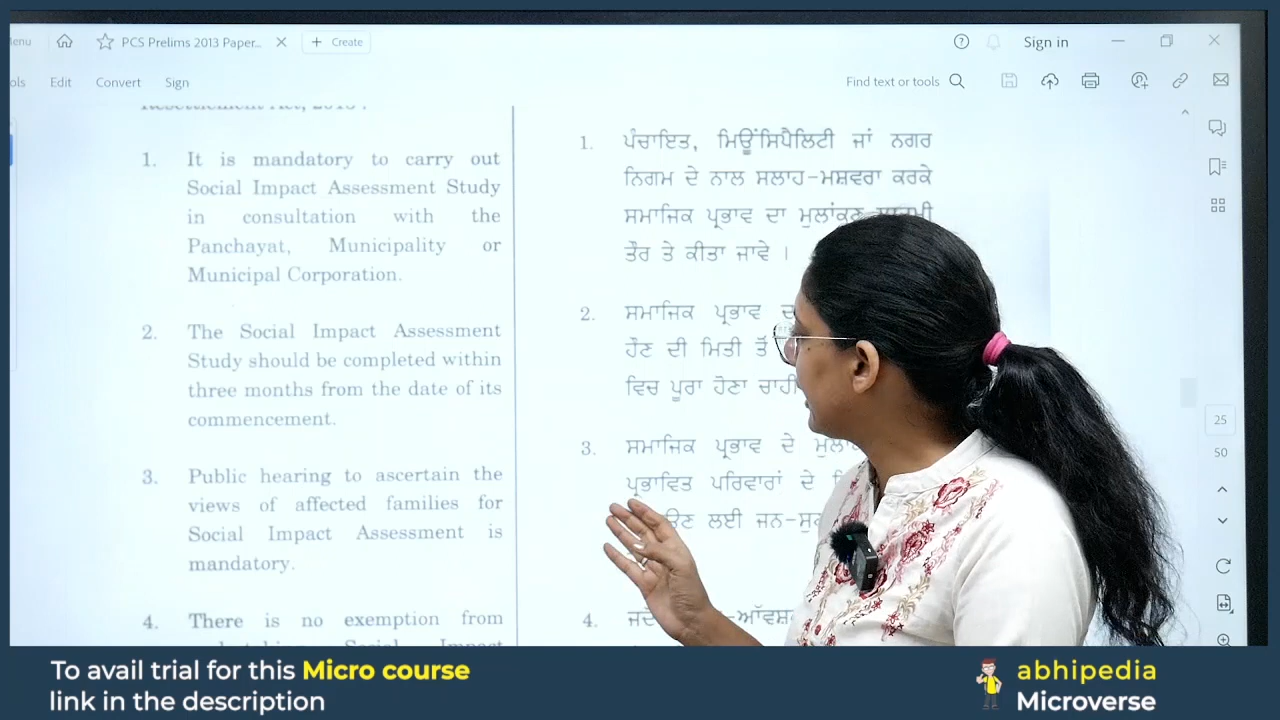 PCS Prelims 2013 Paper...
Create
Sign in
Edit
Convert
Sign
Find text or tools
Resettlement Act, 2013 :
1. It is mandatory to carry out
Social Impact Assessment Study
in consultation with the
Panchayat, Municipality or
Municipal Corporation.
2. The Social Impact Assessment
Study should be completed within
three months from the date of its
commencement.
3. Public hearing to ascertain the
views of affected families for
Social Impact Assessment is
mandatory.
4. There is no exemption from
Social Impact
1. ਪੰਚਾਇਤ, ਮਿਊਂਸਿਪੈਲਿਟੀ ਜਾਂ ਨਗਰ
ਨਿਗਮ ਦੇ ਨਾਲ ਸਲਾਹ-ਮਸ਼ਵਰਾ ਕਰਕੇ
ਸਮਾਜਿਕ ਪ੍ਰਭਾਵ ਦਾ ਮੁਲਾਂਕਣ
ਤੌਰ ਤੇ ਕੀਤਾ ਜਾਵੇ ।
2. ਸਮਾਜਿਕ ਪ੍ਰਭਾਵ
ਹੋਣ ਦੀ ਮਿਤੀ ਤੋਂ
ਵਿਚ ਪੂਰਾ ਹੋਣਾ
3. ਸਮਾਜਿਕ ਪ੍ਰਭਾਵ ਦੇ
ਪ੍ਰਭਾਵਿਤ ਪਰਿਵਾਰਾਂ ਦੇ
ਲਈ
4.
25
50
To avail trial for this Micro course
link in the description
abhipedia
Microverse